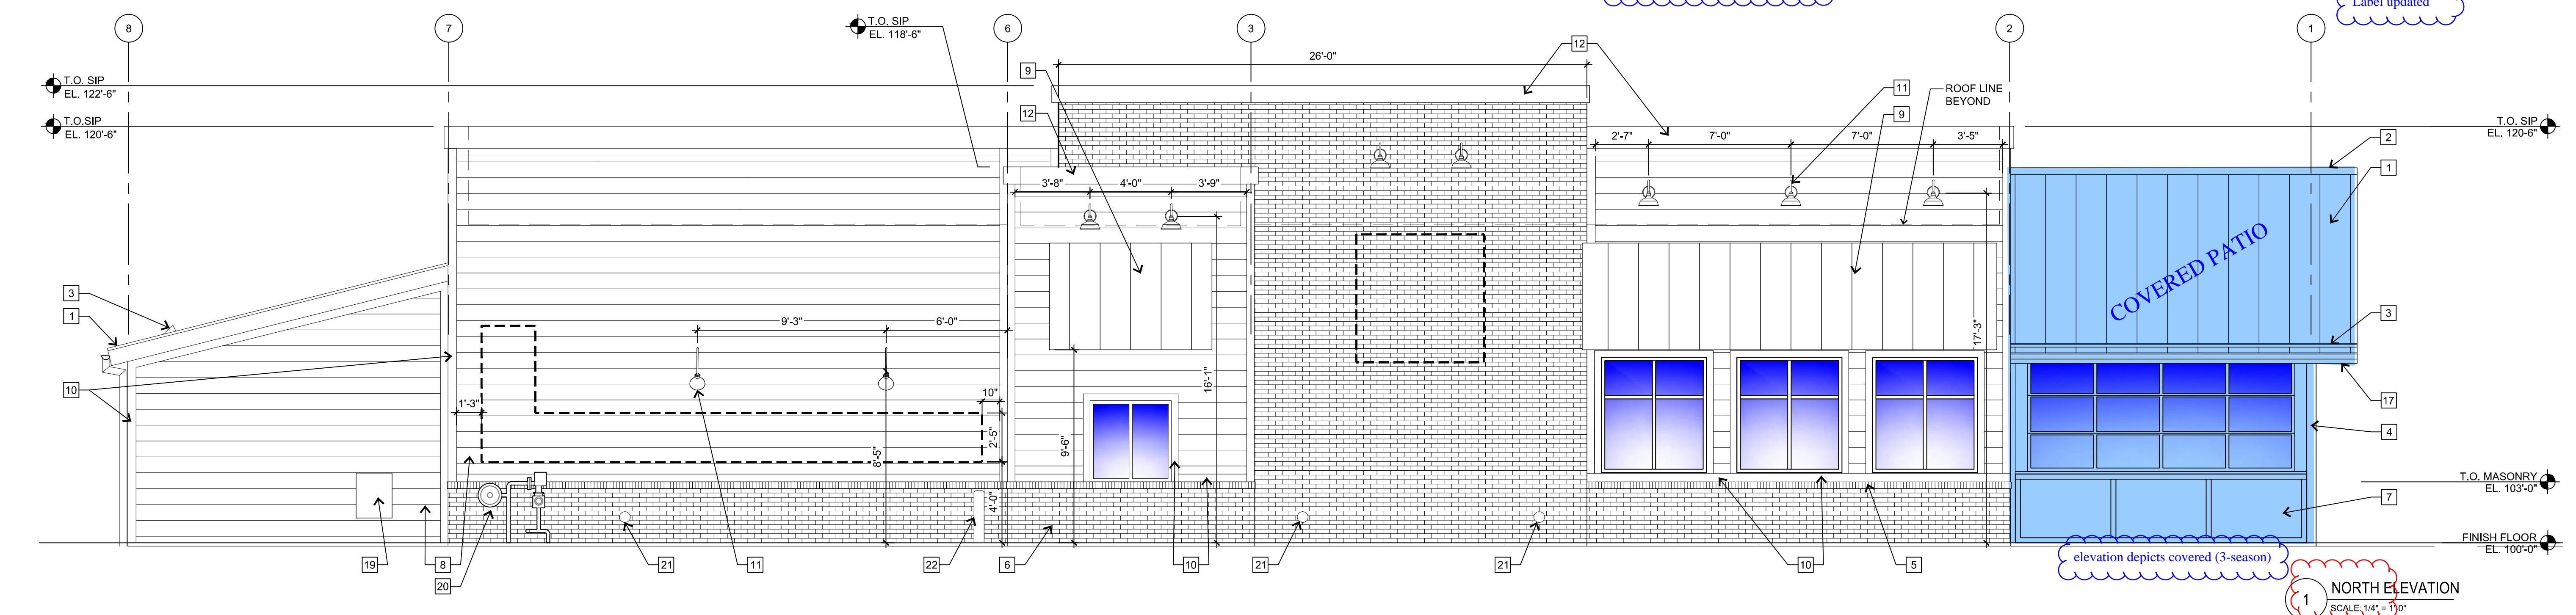 Label updated
8
7
T.O. SIP
EL. 118'-6"
6
3
2
1
12
26'-0"
9
T.O. SIP
EL. 122'-6"
11
ROOF LINE
BEYOND
12
9
T.O.SIP
EL. 120'-6"
T.O. SIP
EL. 120-6"
2'-7"
7'-0"
7'-0"
3'-5"
2
1
3'-8"
4'-0"
3'-9"
COVERED PATIO
3
1
9'-3"
6'-0"
17'-3"
3
10
16'-1"
1'-3"
10"
17
4
2'-5"
9'-6"
8'-5"
T.O. MASONRY
EL. 103'-0"
4'-0"
7
FINISH FLOOR
EL. 100'-0"
19
8
21
11
22
6
10
21
21
10
5
20
elevation depicts covered (3-season)
1
NORTH ELEVATION
SCALE: 1/4" = 1'-0"